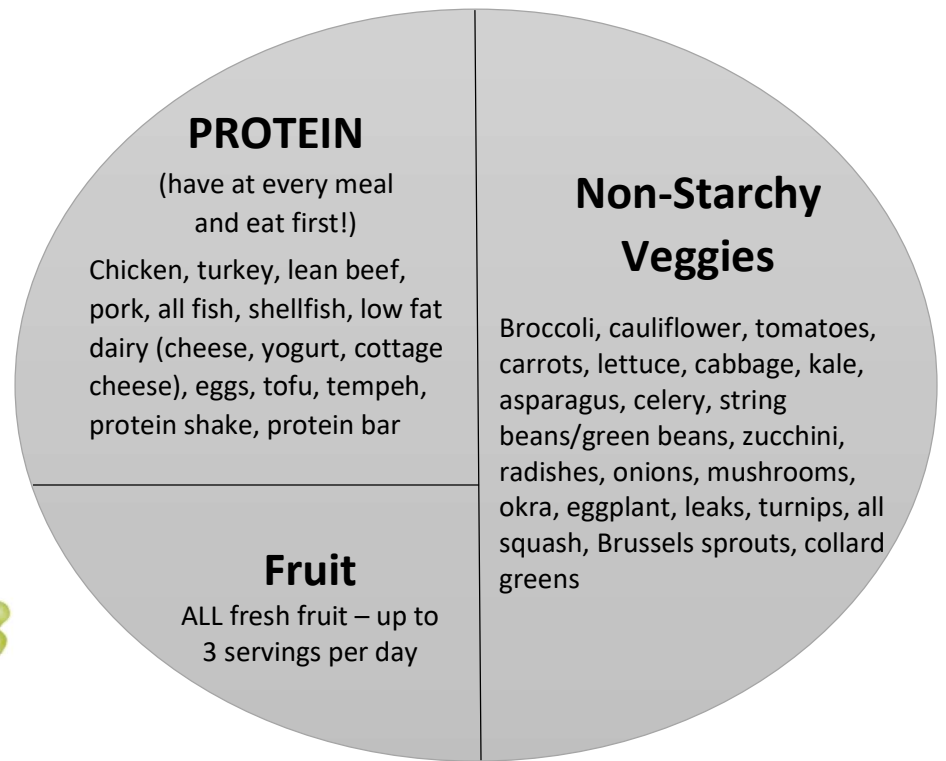 PROTEIN
(have at every meal
and eat first!)
Chicken, turkey, lean beef,
pork, all fish, shellfish, low fat
dairy (cheese, yogurt, cottage
cheese), eggs, tofu, tempeh,
protein shake, protein bar
Fruit
ALL fresh fruit – up to
3 servings per day
Non-Starchy
Veggies
Broccoli, cauliflower, tomatoes,
carrots, lettuce, cabbage, kale,
asparagus, celery, string
beans/green beans, zucchini,
radishes, onions, mushrooms,
okra, eggplant, leaks, turnips, all
squash, Brussels sprouts, collard
greens